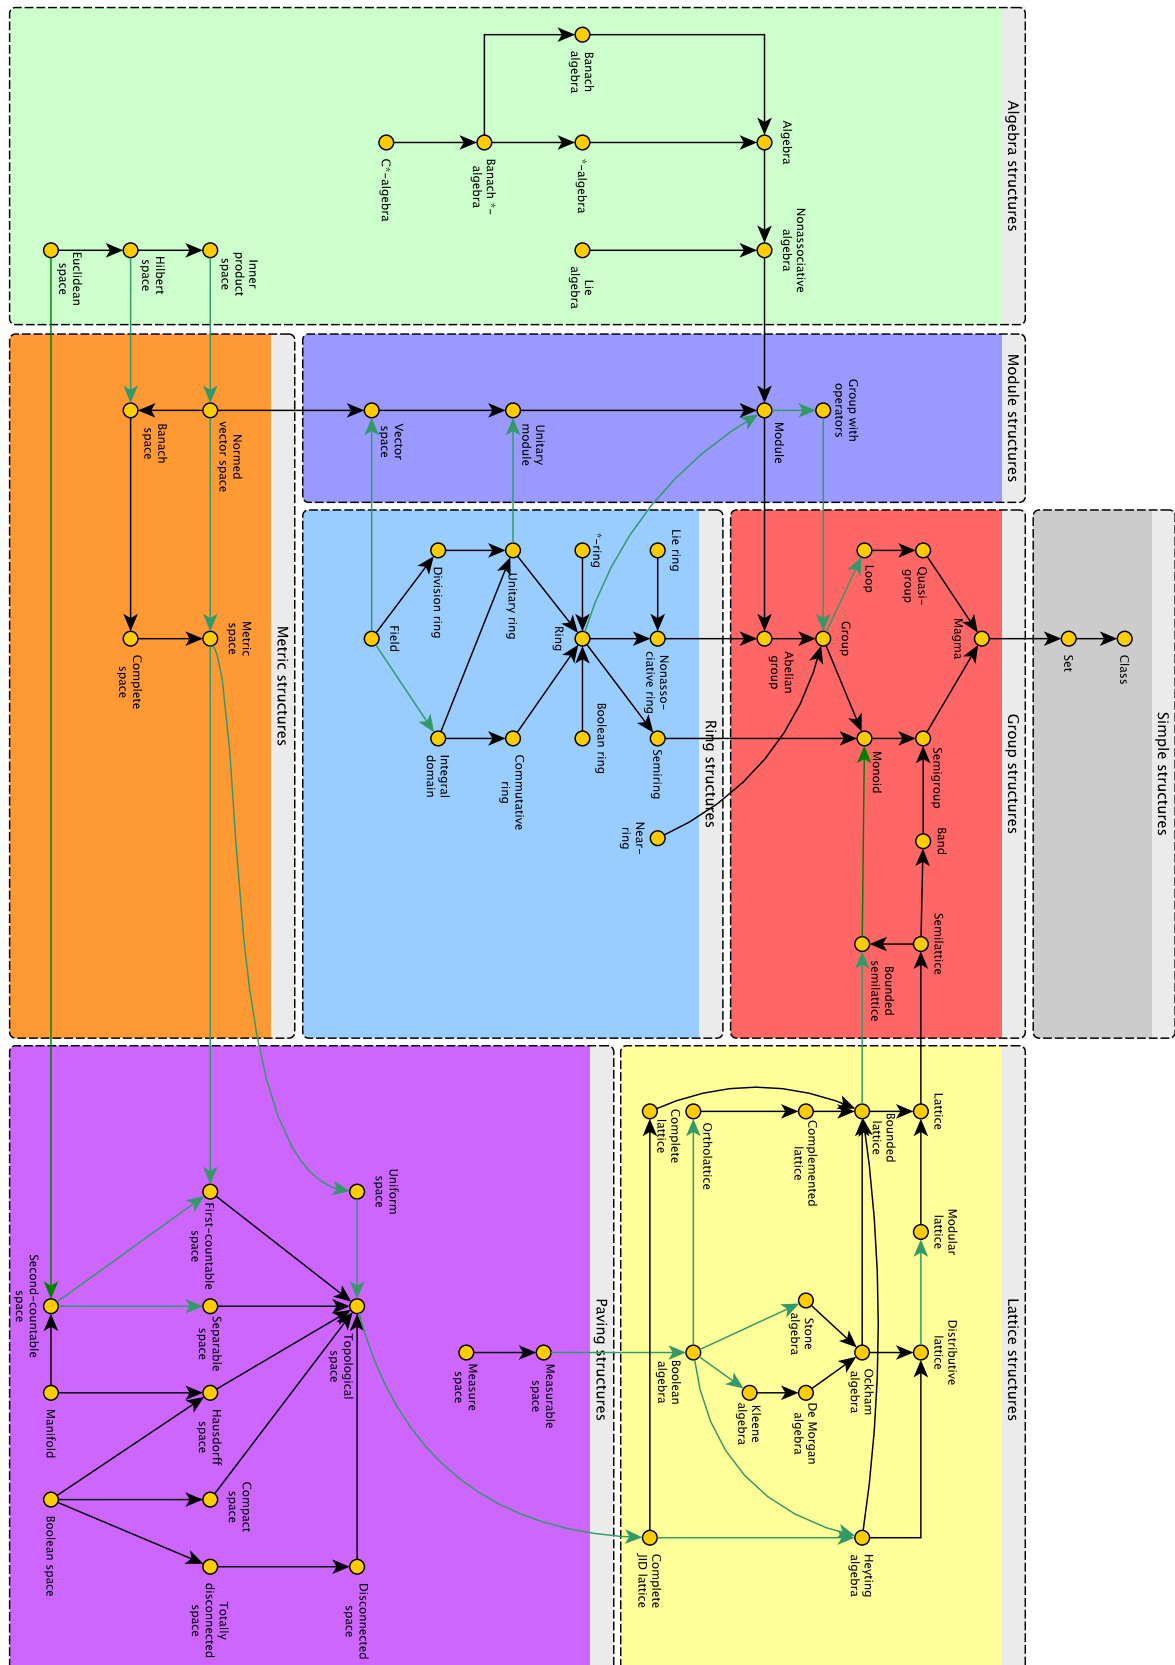 Simple structures
Class
Set
Algebra structures
Module structures
Group structures
Lattice structures
Magma
Quasi-
group
Semigroup
Band
Semilattice
Lattice
Modular
lattice
Distributive
lattice
Loop
Monoid
Bounded
semilattice
Bounded
lattice
Ockham
algebra
Heyting
algebra
Group with
operators
Group
Complemented
lattice
Stone
algebra
De Morgan
algebra
Algebra
Nonassociative
algebra
Module
Abelian
group
Kleene
algebra
Ortholattice
Boolean
algebra
Complete
lattice
Complete
JID lattice
Ring structures
Lie ring
Nonasso-
ciative ring
Semiring
Near-
ring
Banach
algebra
*-algebra
Lie
algebra
*-ring
Ring
Boolean ring
Paving structures
Unitary
module
Unitary ring
Commutative
ring
Measurable
space
Banach *-
algebra
Division ring
Integral
domain
Measure
space
C*-algebra
Vector
space
Field
Uniform
space
Topological
space
Disconnected
space
Metric structures
Inner
product
space
Normed
vector space
Metric
space
First-countable
space
Separable
space
Hausdorff
space
Compact
space
Totally
disconnected
space
Hilbert
space
Banach
space
Complete
space
Euclidean
space
Second-countable
space
Manifold
Boolean space